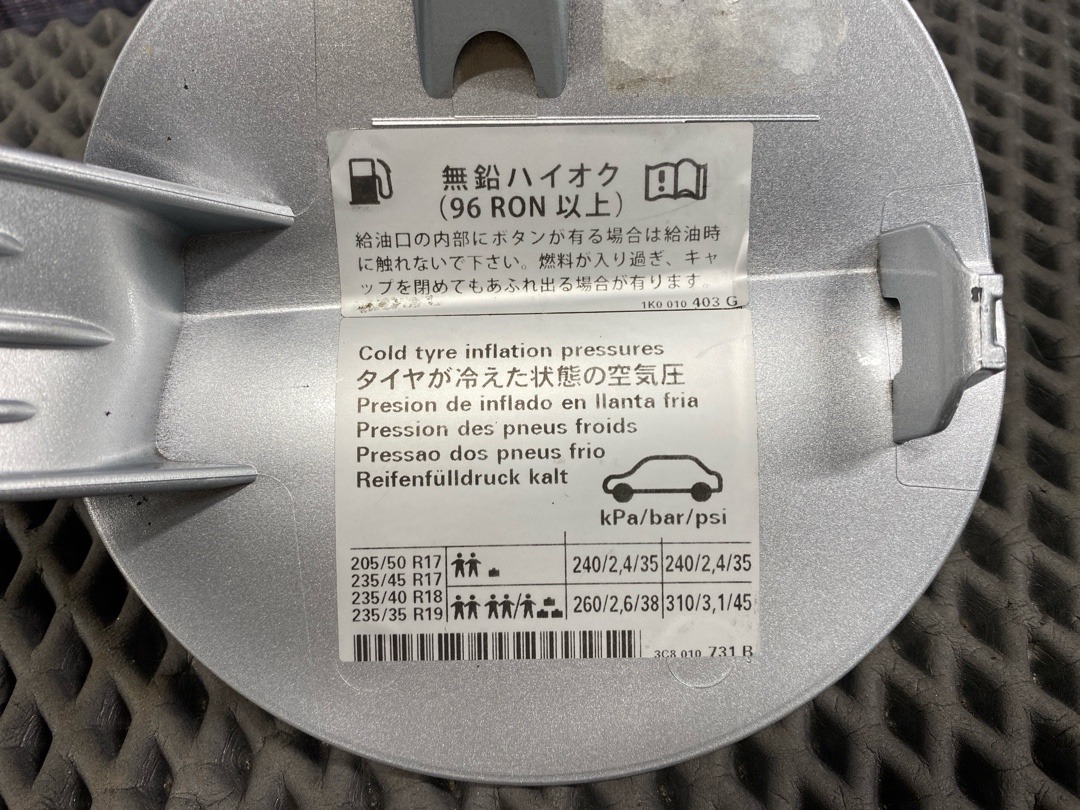 無鉛ハイオク
(96 RON 以上)
給油口の内部にボタンが有る場合は給油時
に触れないで下さい。燃料が入り過ぎ、キャ
ップを閉めてもあふれ出る場合が有ります。
1K0 010 403 G
Cold tyre inflation pressures
タイヤが冷えた状態の空気圧
Presion de inflado en llanta fria
Pression des pneus froids
Pressao dos pneus frio
Reifenfülldruck kalt
kPa/bar/psi
205/50 R17
235/45 R17
240/2,4/35 240/2,4/35
235/40 R18
235/35 R19
260/2,6/38 310/3,1/45
3C8 010 731 B